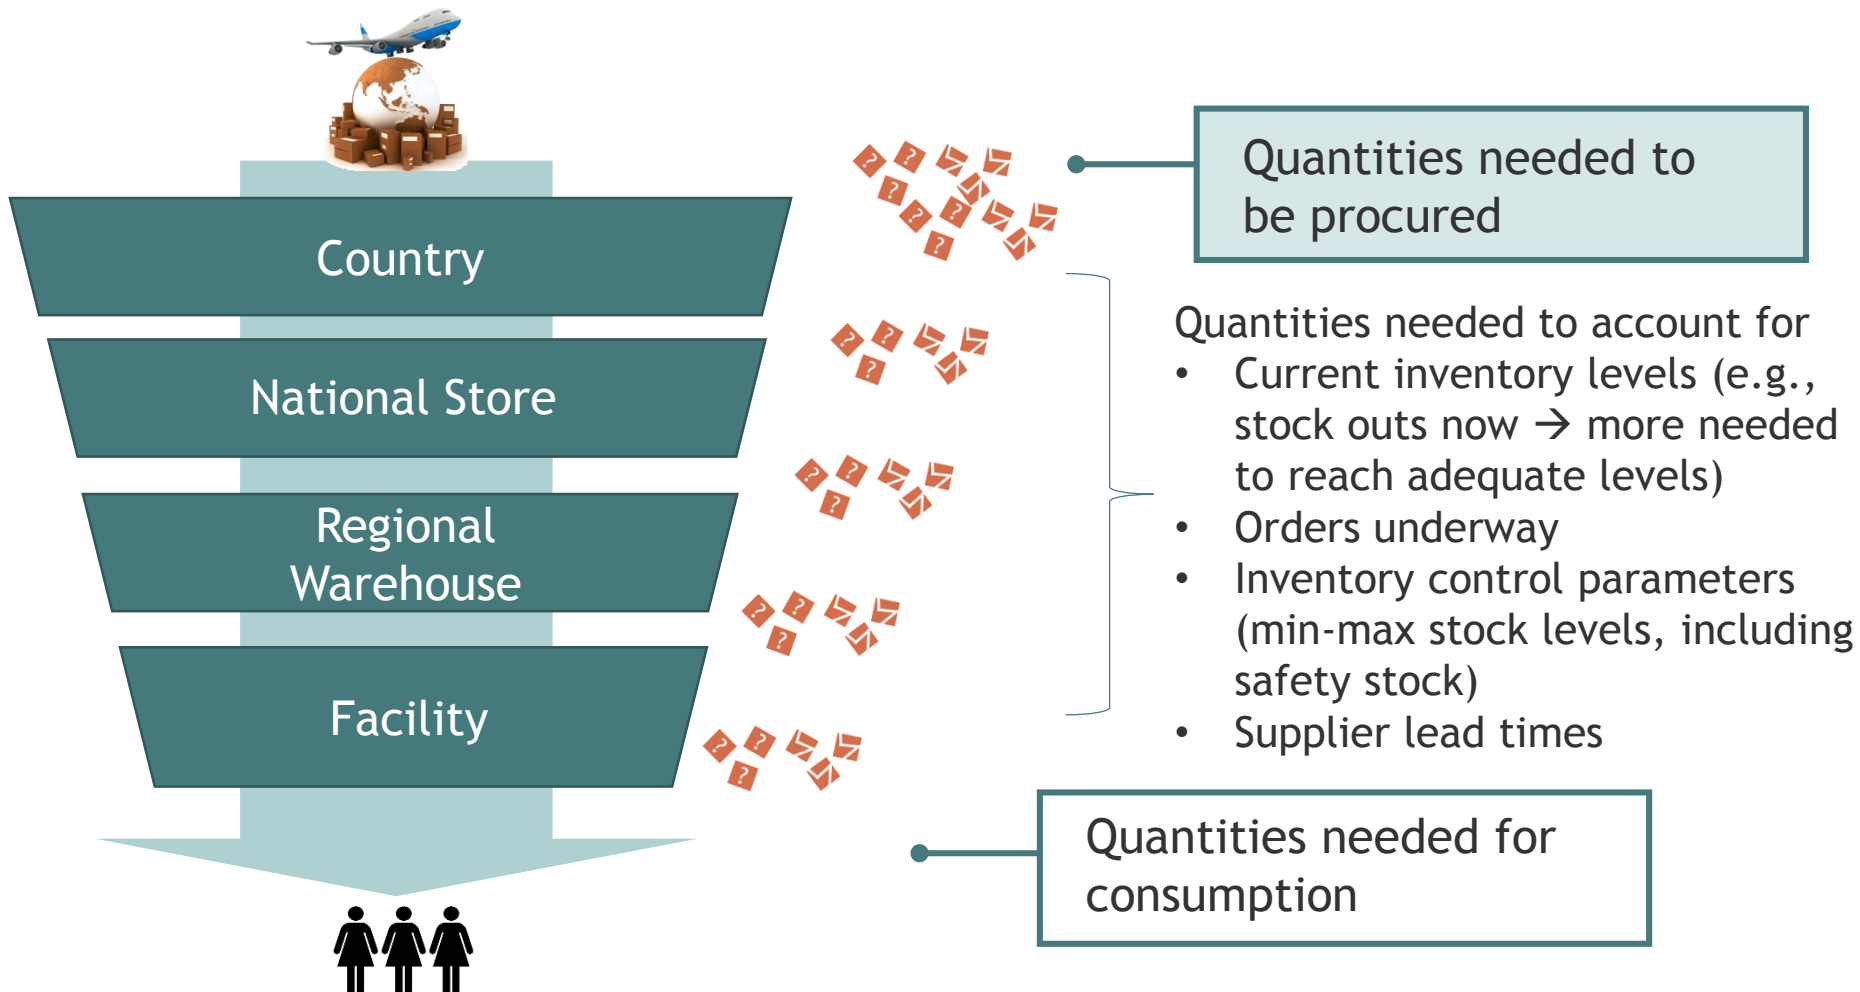 Country
National Store
Regional
Warehouse
Facility
Quantities needed to
be procured
Quantities needed to account for
• Current inventory levels (e.g.,
stock outs now → more needed
to reach adequate levels)
• Orders underway
• Inventory control parameters
(min-max stock levels, including
safety stock)
• Supplier lead times
Quantities needed for
consumption